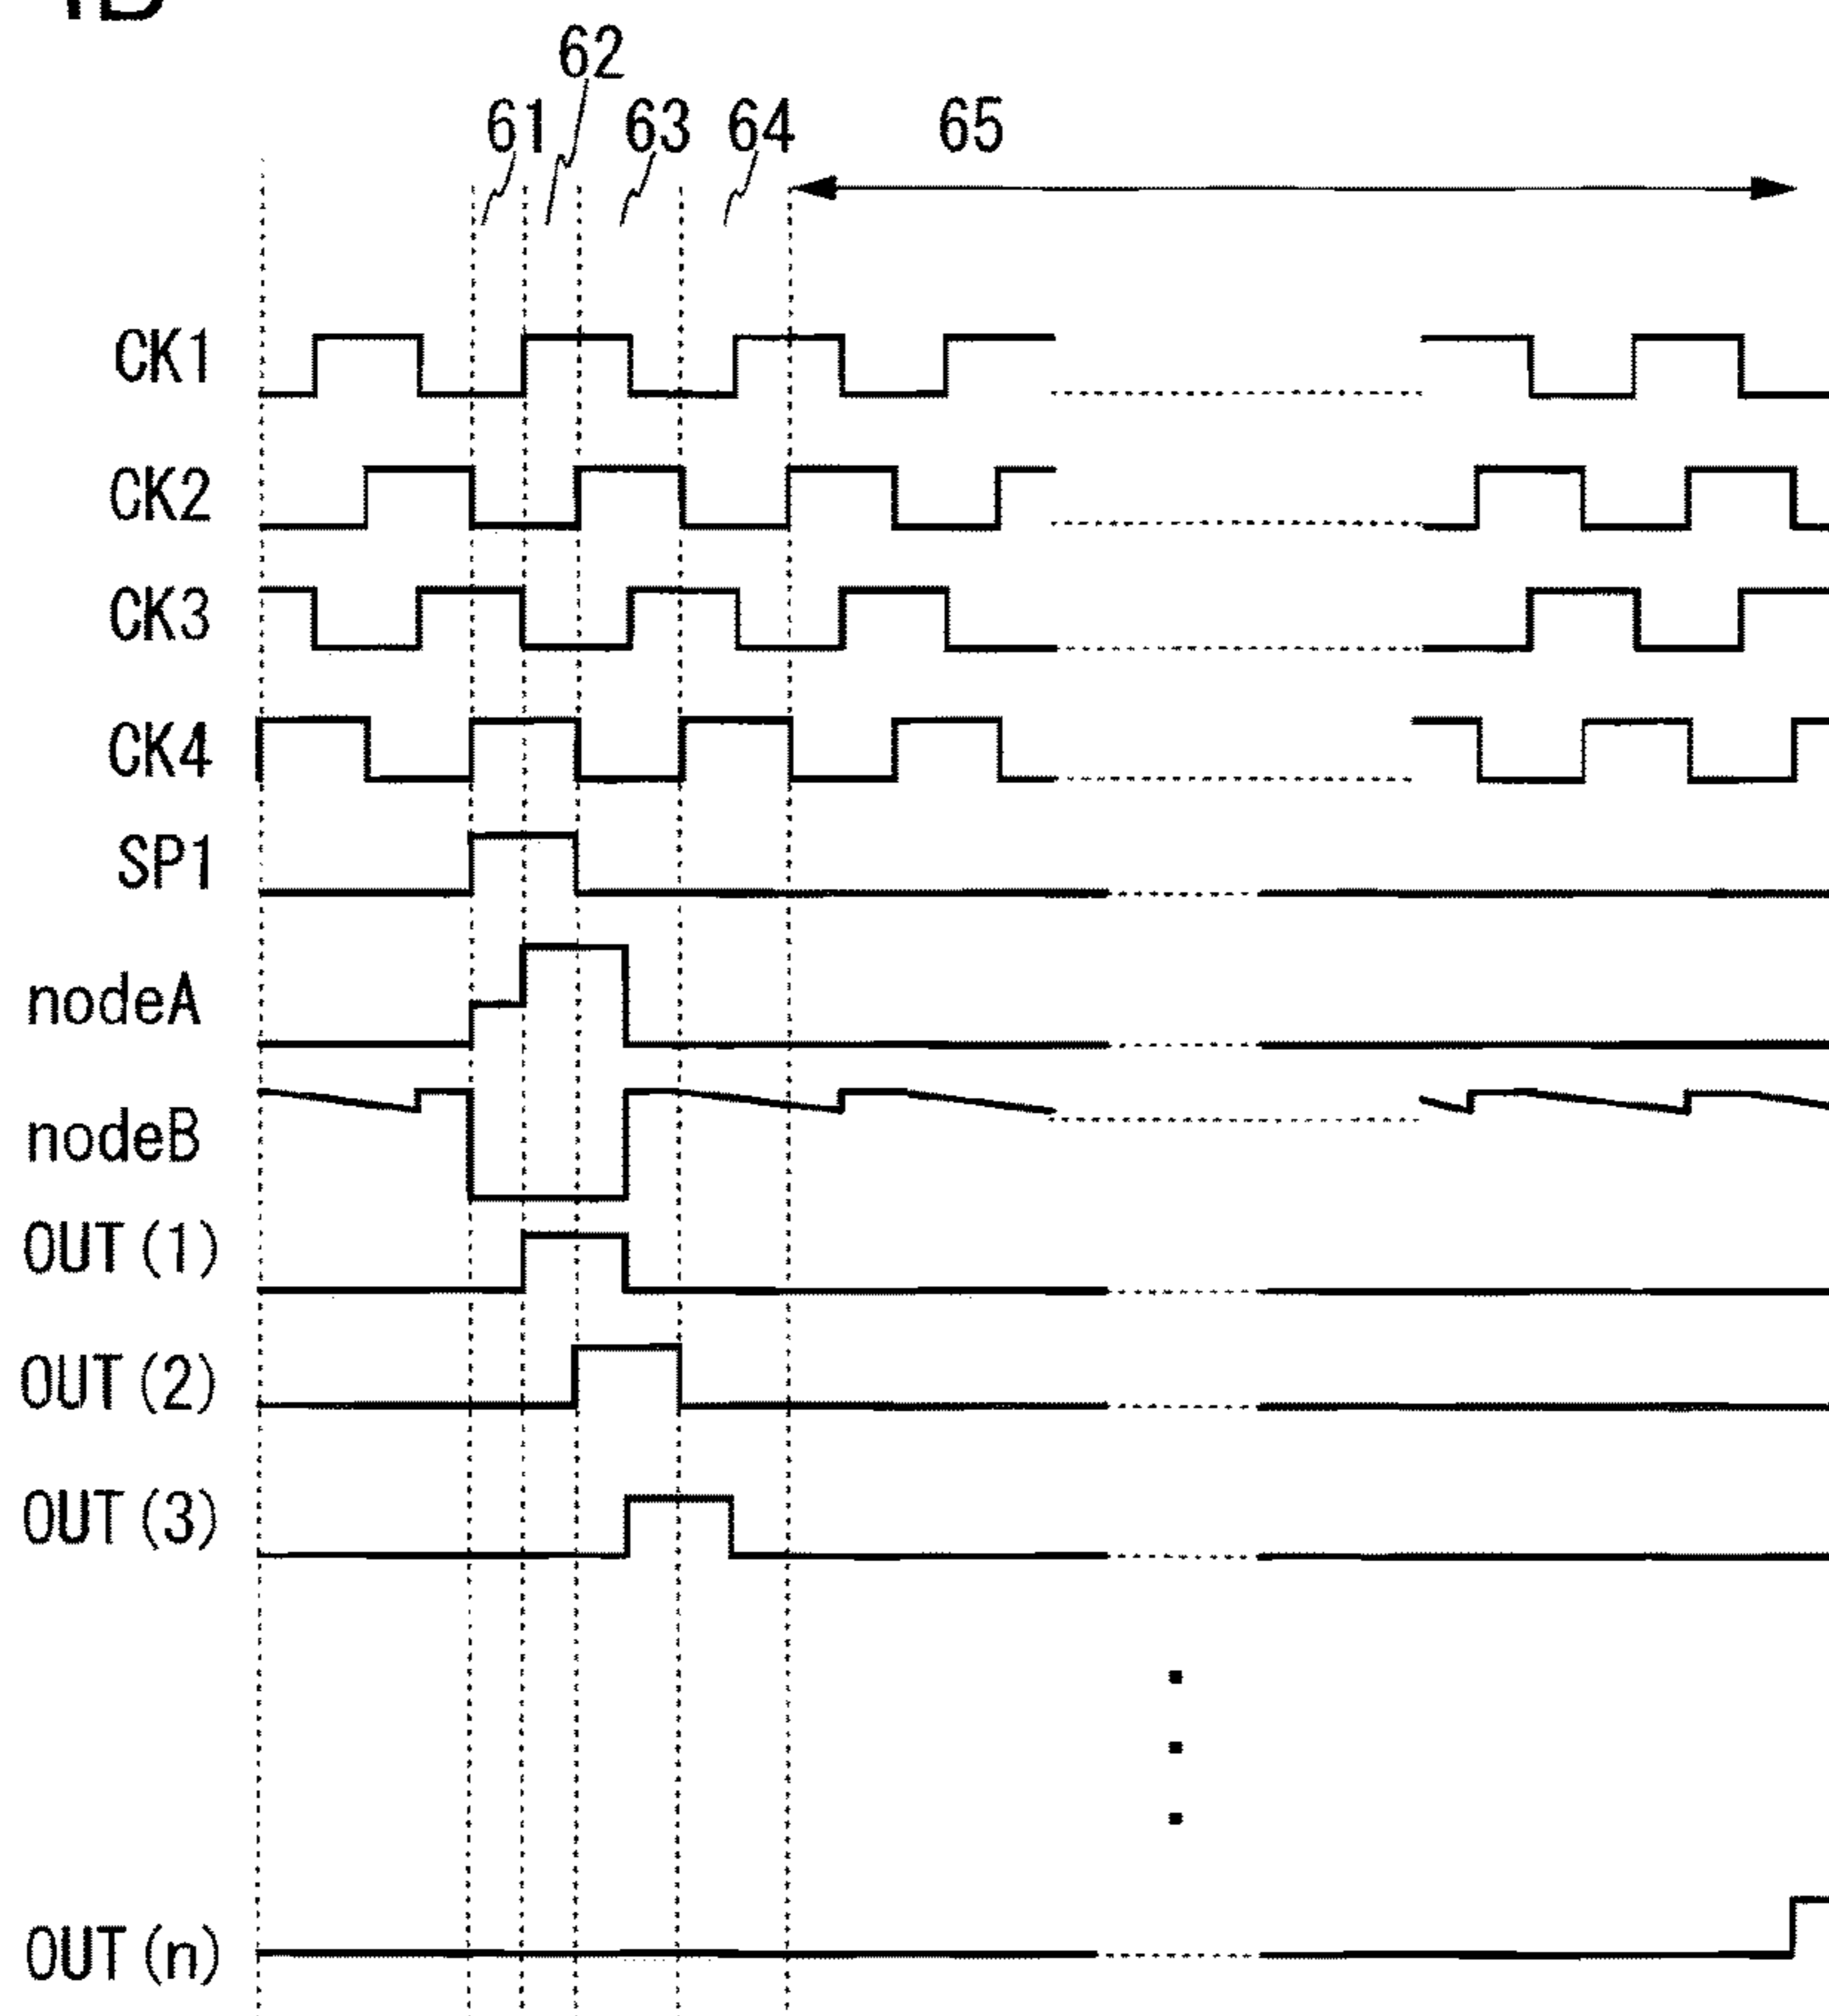 62
61 63 64 65
CK1
CK2
CK3
CK4
SP1
nodeA
nodeB
OUT(1)
OUT(2)
OUT(3)
OUT(n)